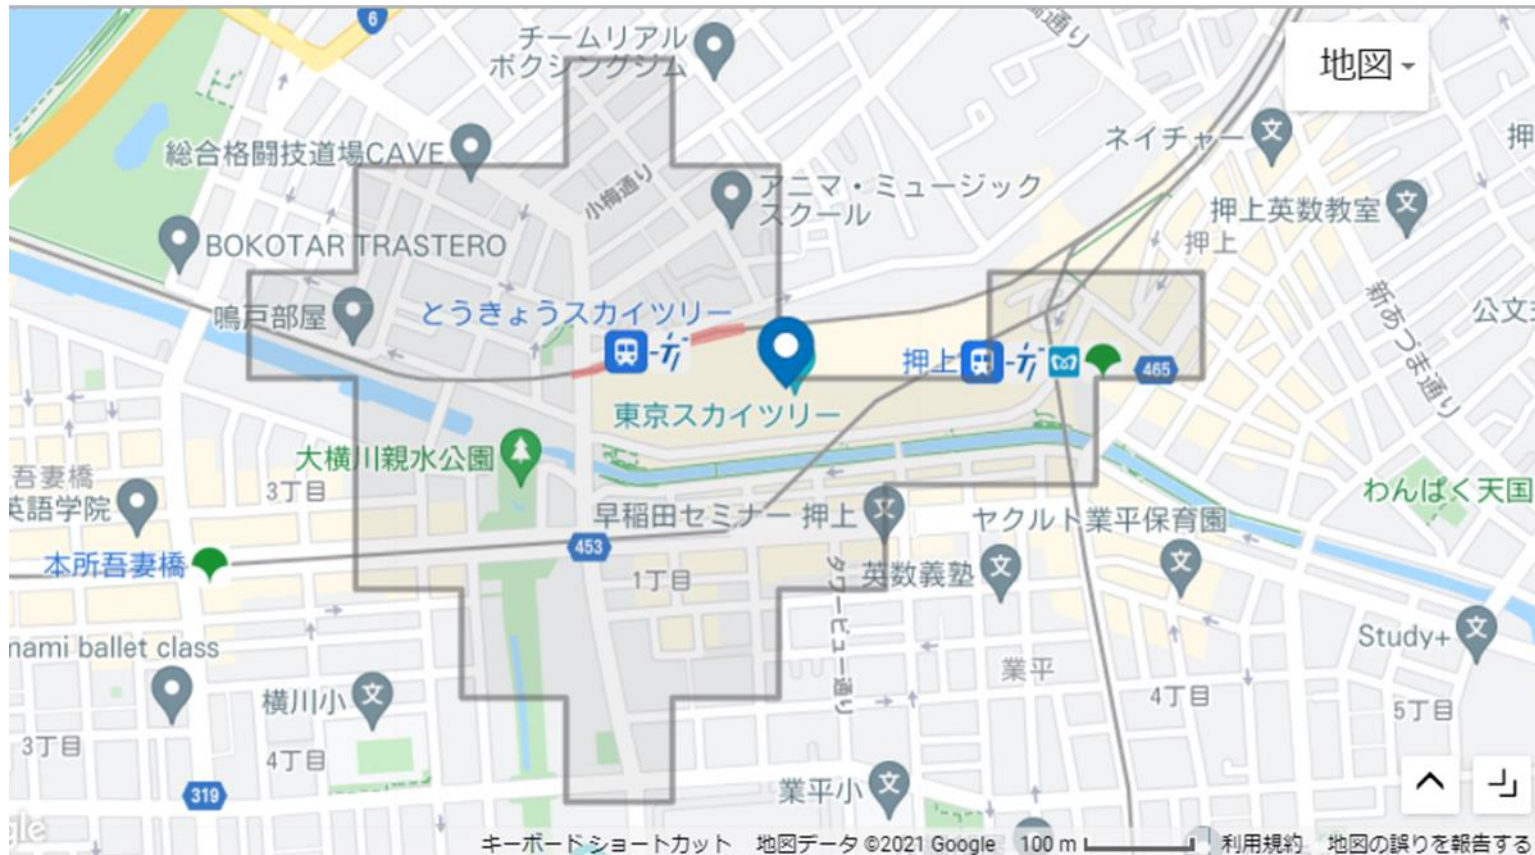 6
チームリアル
ボクシングジム
地図
ネイチャー
押
総合格闘技道場CAVE
小梅通り
アニマ・ミュージック
スクール
押上英数教室
押上
BOKOTAR TRASTERO
新あづま通り
鳴戸部屋
とうきょうスカイツリー
押上
465
東京スカイツリー
大横川親水公園
吾妻橋
3丁目
英語学院
早稲田セミナー 押上
ヤクルト業平保育園
わんぱく天国
本所吾妻橋
453
1丁目
タワービュー通り
英数義塾
nami ballet class
Study+
業平
横川小
4丁目
5丁目
3丁目
4丁目
319
業平小
キーボード ショートカット 地図データ ©2021 Google 100 m 利用規約 地図の誤りを報告する